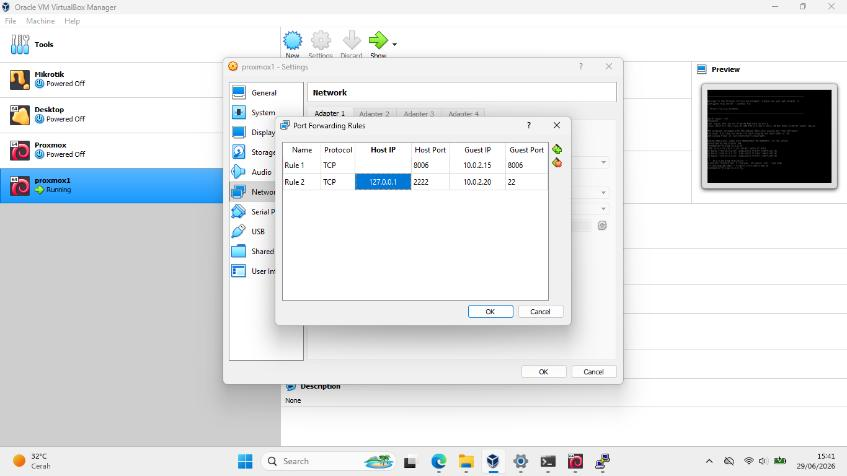 Oracle VM VirtualBox Manager
File Machine Help
Tools
New Settings Discard Show
Mikrotik
Powered Off
Desktop
Powered Off
Proxmox
Powered Off
proxmox1
Running
Preview
proxmox1 - Settings ?
Network
General
System
Display
Storage
Audio
Networ
Serial P
USB
Shared
User In
Adapter 1 Adapter 2 Adapter 3 Adapter 4
Port Forwarding Rules ?
Name Protocol Host IP Host Port Guest IP Guest Port
Rule 1 TCP 8006 10.0.2.15 8006
Rule 2 TCP 127.0.0.1 2222 10.0.2.20 22
OK Cancel
OK Cancel
Description
None
32°C
Cerah
Search
15:41
29/06/2026